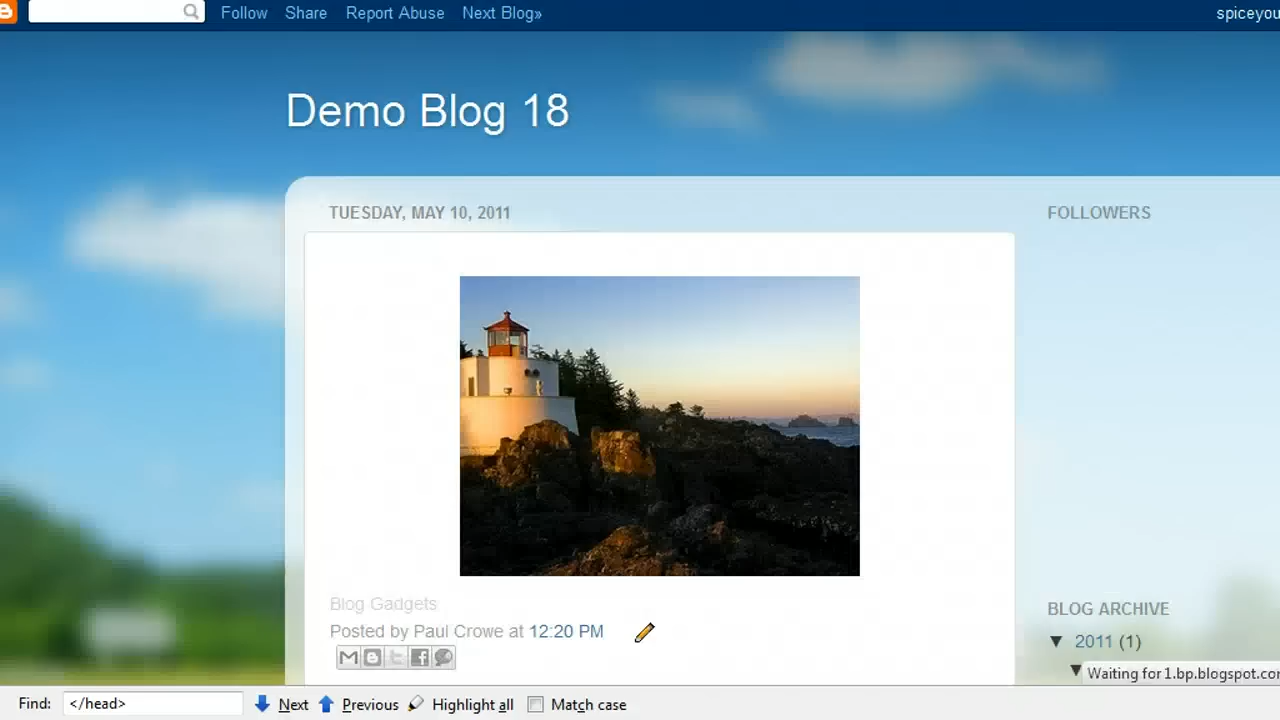 Follow Share Report Abuse Next Blog» spiceyou
Demo Blog 18
TUESDAY, MAY 10, 2011
FOLLOWERS
Blog Gadgets
Posted by Paul Crowe at 12:20 PM
BLOG ARCHIVE
▼ 2011 (1)
▼ Waiting for 1.bp.blogspot.com
Find: </head> Next Previous Highlight all Match case